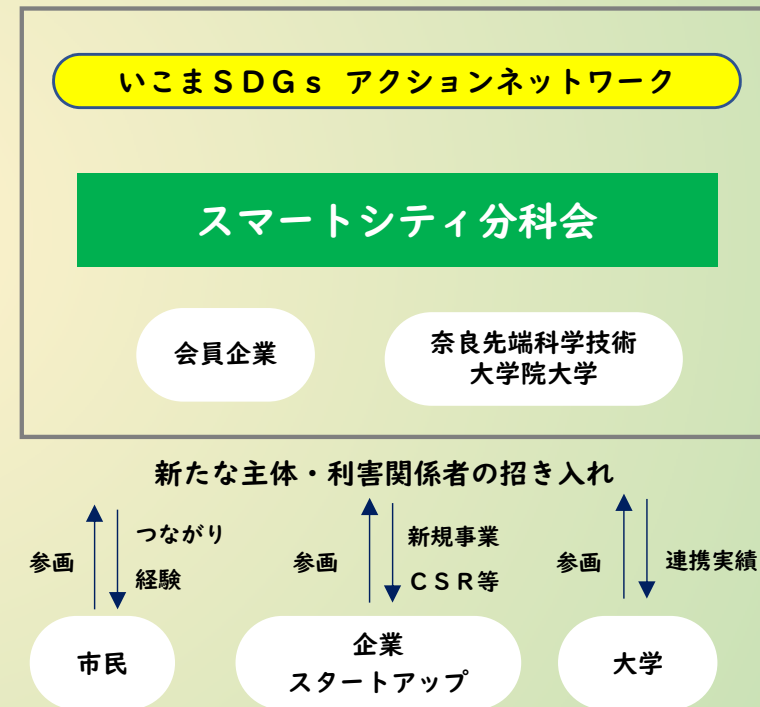 いこまSDGs アクションネットワーク
スマートシティ分科会
会員企業
奈良先端科学技術
大学院大学
新たな主体・利害関係者の招き入れ
参画
つながり
経験
参画
新規事業
CSR等
参画
連携実績
市民
企業
スタートアップ
大学